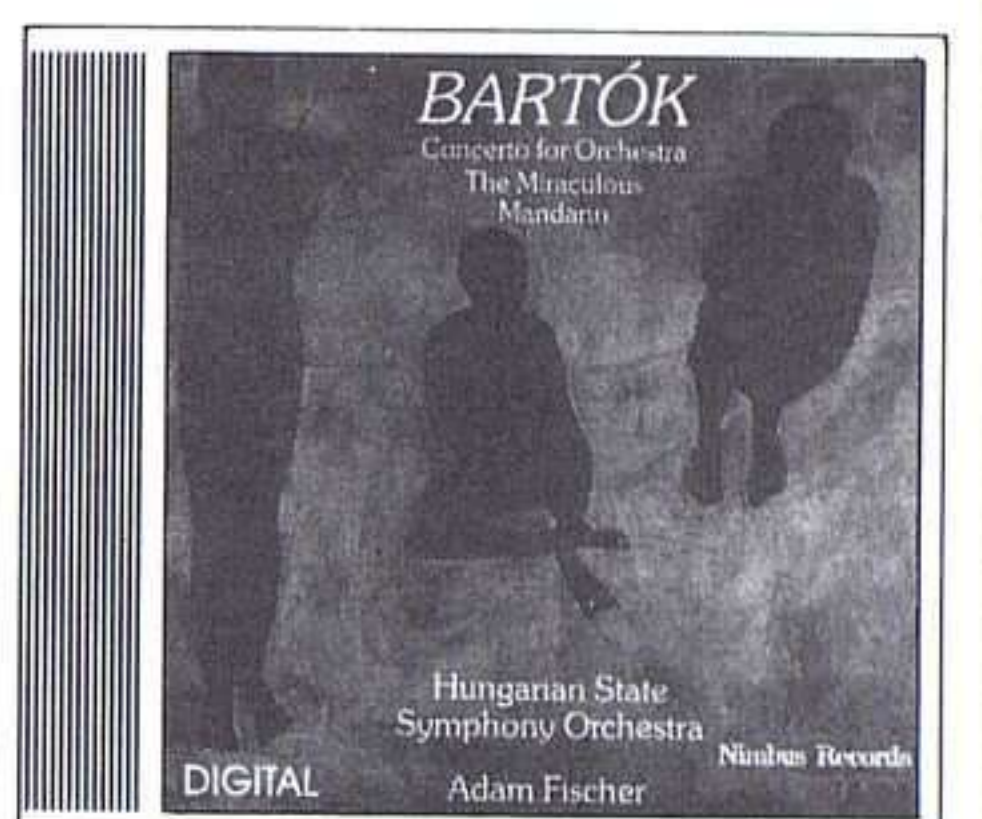 BARTÓK
Concerto for Orchestra
The Miraculous
Mandarin
Hungarian State
Symphony Orchestra
Nimbus Records
DIGITAL
Adam Fischer